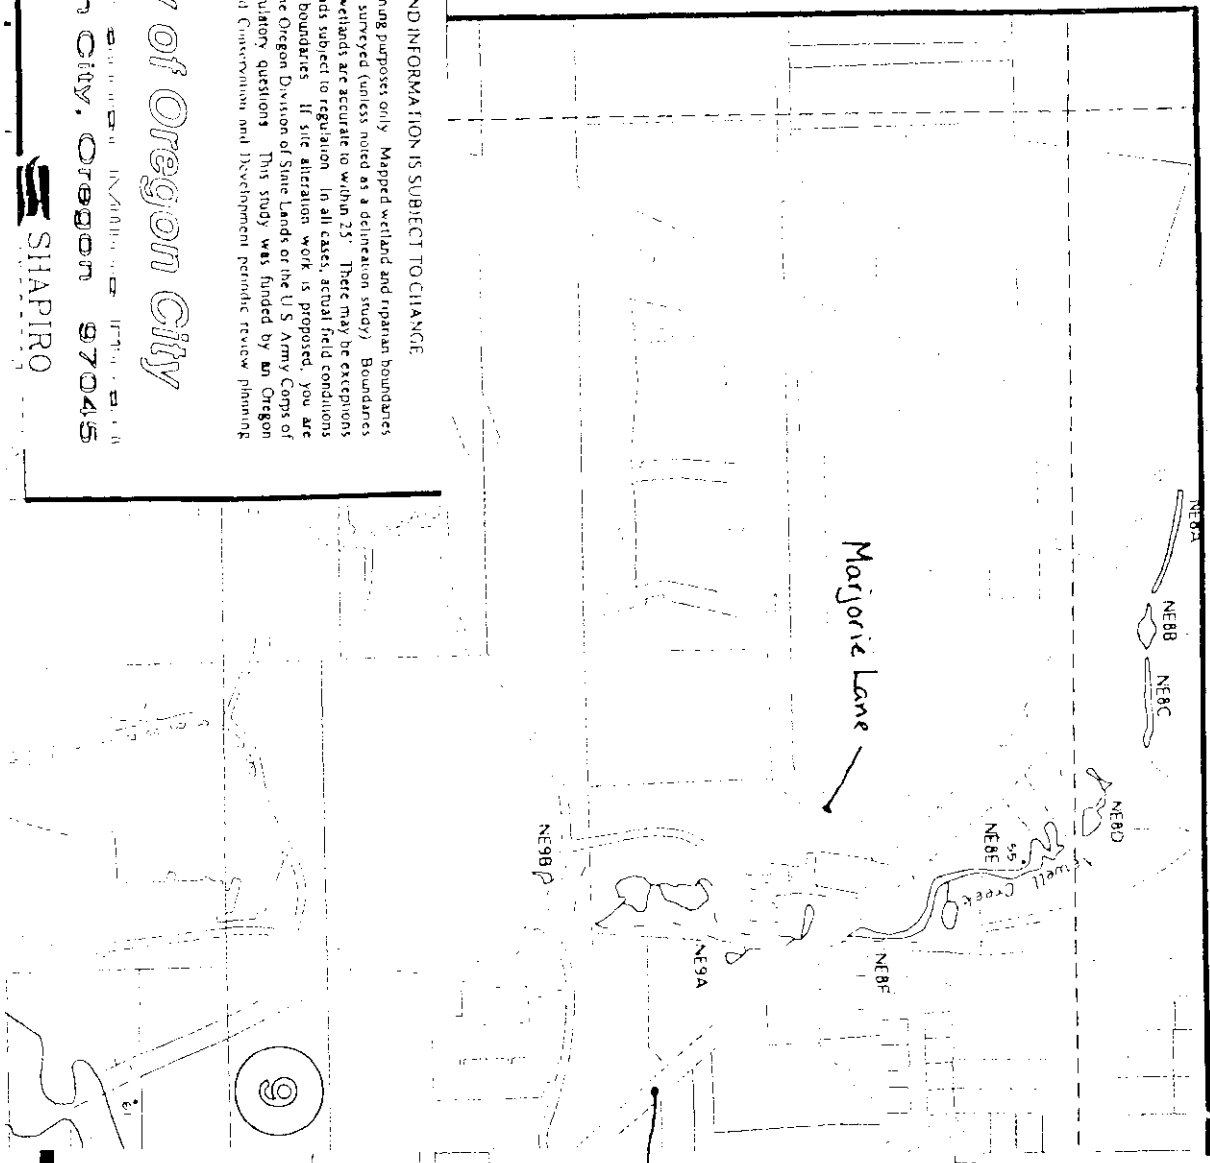 ND INFORMATION IS SUBJECT TO CHANGE
ning purposes only Mapped wetland and riparian boundaries
surveyed (unless noted as a delineation study) Boundaries
wetlands are accurate to within 25' There may be exceptions
ds subject to regulation In all cases, actual field conditions
boundaries If site alteration work is proposed, you are
he Oregon Division of State Lands or the U S Army Corps of
ulatory questions This study was funded by an Oregon
d Conservation and Development periodic review planning
y of Oregon City
n City, Oregon 97045
SHAPIRO
NE8A
NE8B
NE8C
NE8D
NE8E
55
Newell Creek
NE8F
NE9A
NE9B
Marjorie Lane
9
61